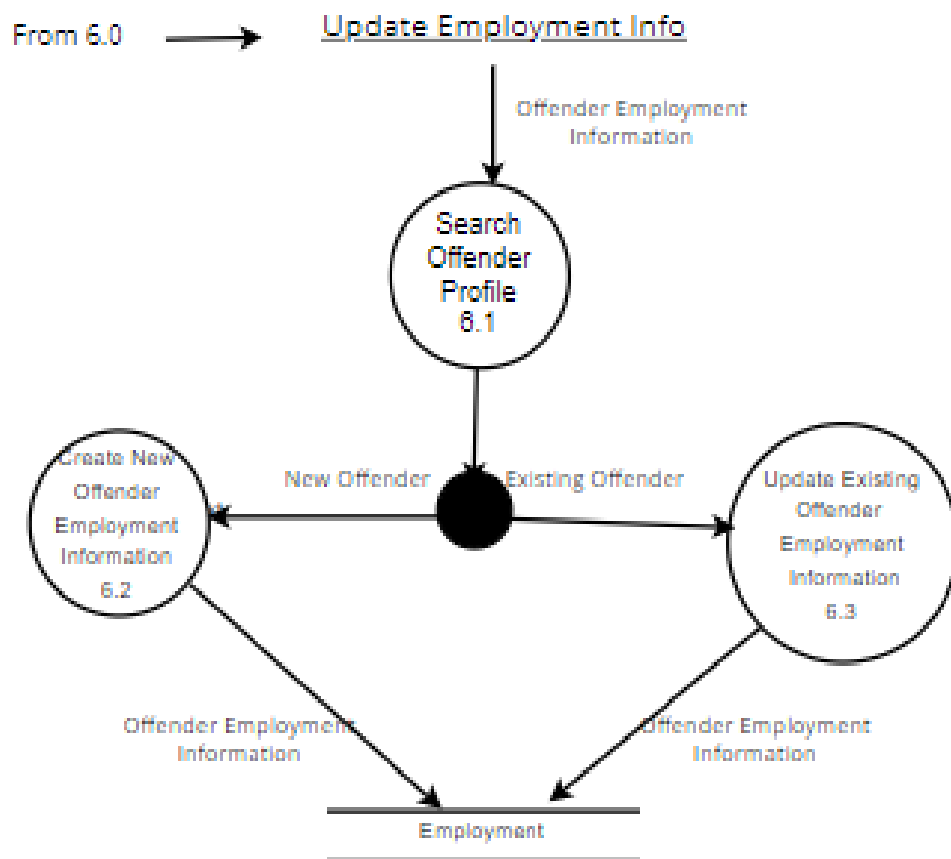 From 6.0
Update Employment Info
Offender Employment
Information
Search
Offender
Profile
6.1
New Offender
Existing Offender
Create New
Offender
Employment
Information
6.2
Update Existing
Offender
Employment
Information
6.3
Offender Employment
Information
Offender Employment
Information
Employment